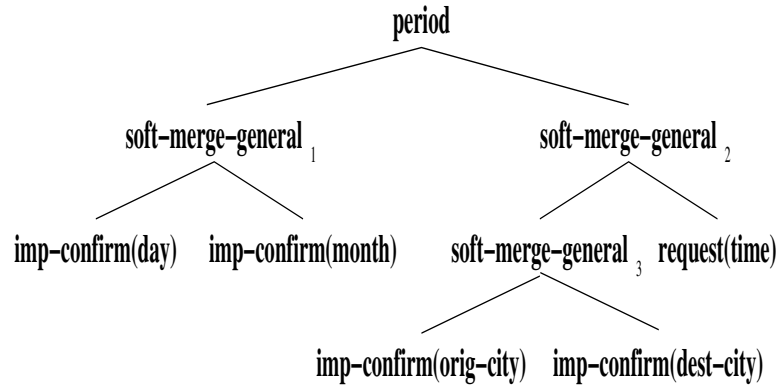 period
soft-merge-general 1 soft-merge-general 2
imp-confirm(day) imp-confirm(month) soft-merge-general 3 request(time)
imp-confirm(orig-city) imp-confirm(dest-city)